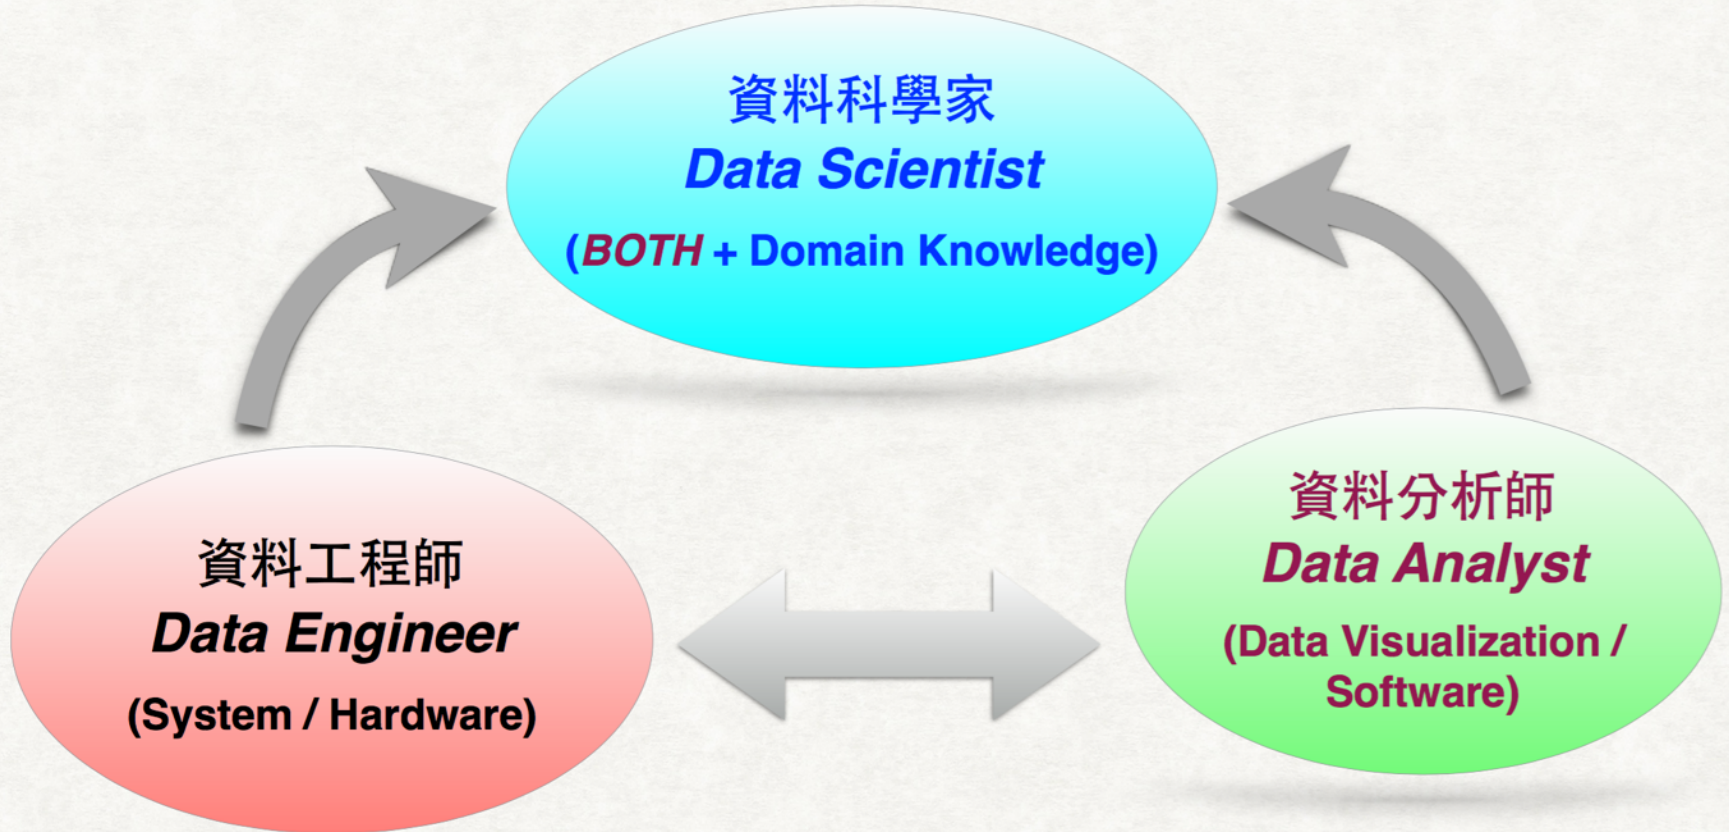 資料科學家
Data Scientist
(BOTH + Domain Knowledge)
資料工程師
Data Engineer
(System / Hardware)
資料分析師
Data Analyst
(Data Visualization /
Software)